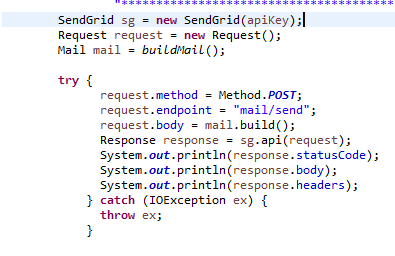 "**************************************
SendGrid sg = new SendGrid(apiKey);
Request request = new Request();
Mail mail = buildMail();
try {
request.method = Method.POST;
request.endpoint = "mail/send";
request.body = mail.build();
Response response = sg.api(request);
System.out.println(response.statusCode);
System.out.println(response.body);
System.out.println(response.headers);
} catch (IOException ex) {
throw ex;
}